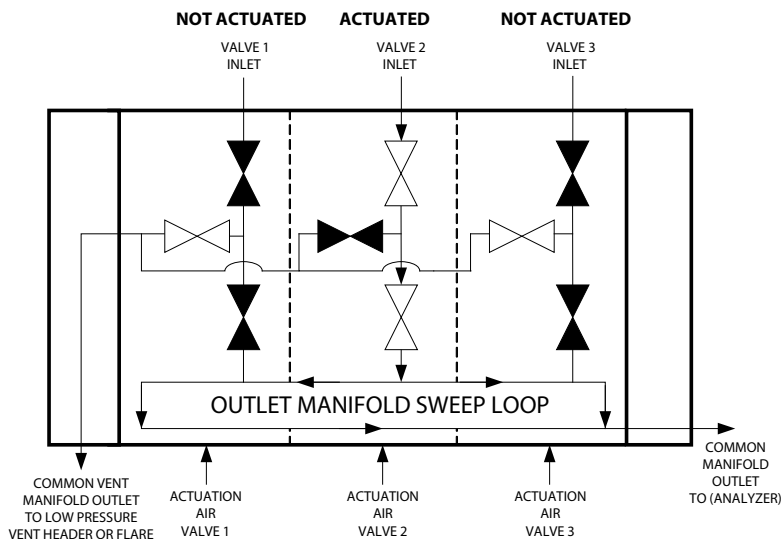 NOT ACTUATED
ACTUATED
NOT ACTUATED
VALVE 1
INLET
VALVE 2
INLET
VALVE 3
INLET
OUTLET MANIFOLD SWEEP LOOP
COMMON VENT
MANIFOLD OUTLET
TO LOW PRESSURE
VENT HEADER OR FLARE
ACTUATION
AIR
VALVE 1
ACTUATION
AIR
VALVE 2
ACTUATION
AIR
VALVE 3
COMMON
MANIFOLD
OUTLET
TO (ANALYZER)